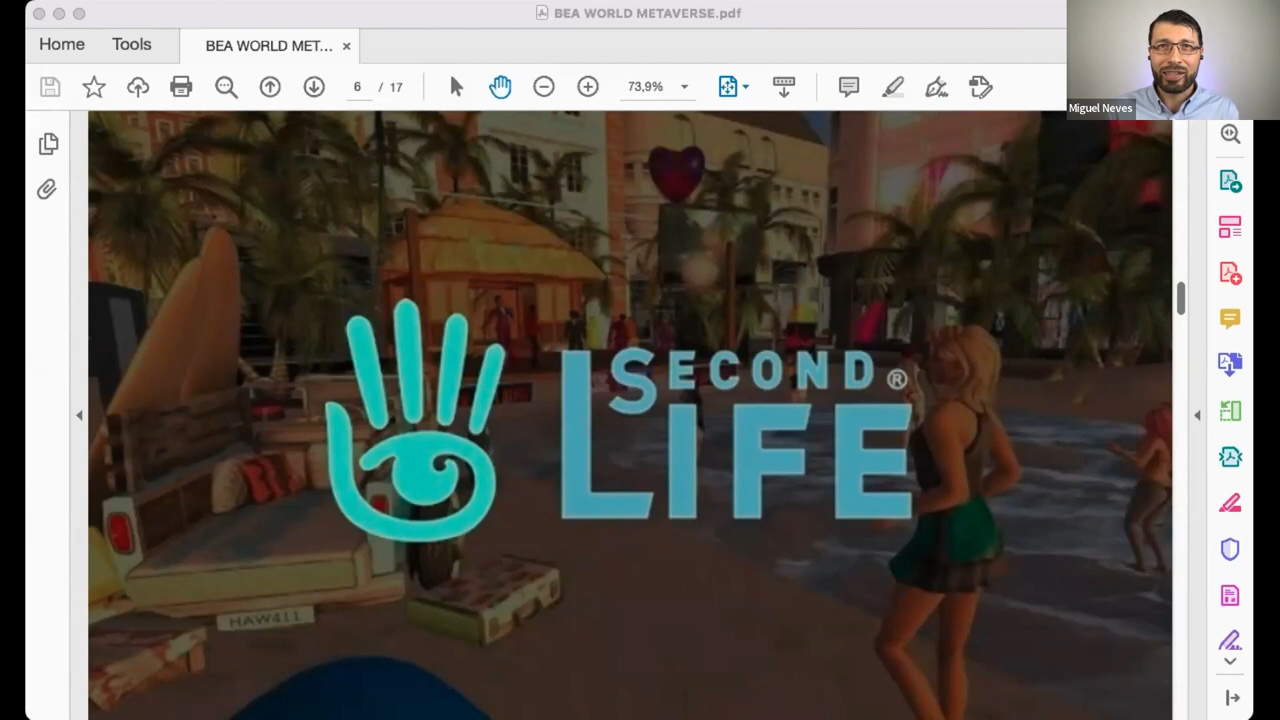 BEA WORLD METAVERSE.pdf
Home
Tools
BEA WORLD MET...
6 / 17
73,9%
Miguel Neves
SECOND®
LIFE
HAW411